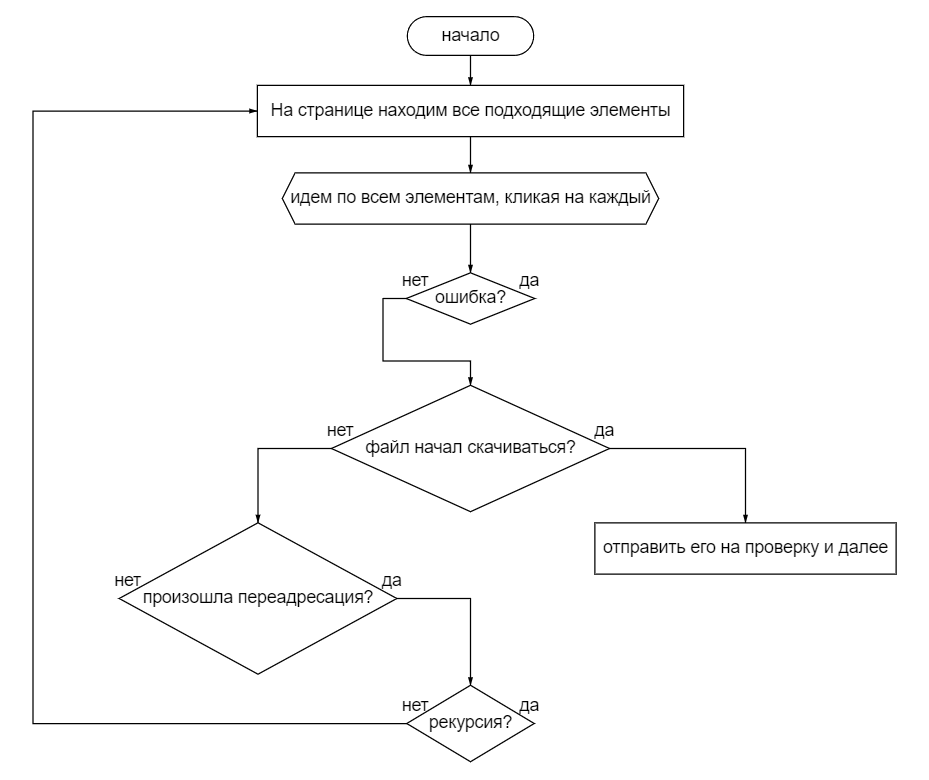 начало
На странице находим все подходящие элементы
идем по всем элементам, кликая на каждый
нет
да
ошибка?
нет
да
файл начал скачиваться?
отправить его на проверку и далее
нет
да
произошла переадресация?
нет
да
рекурсия?